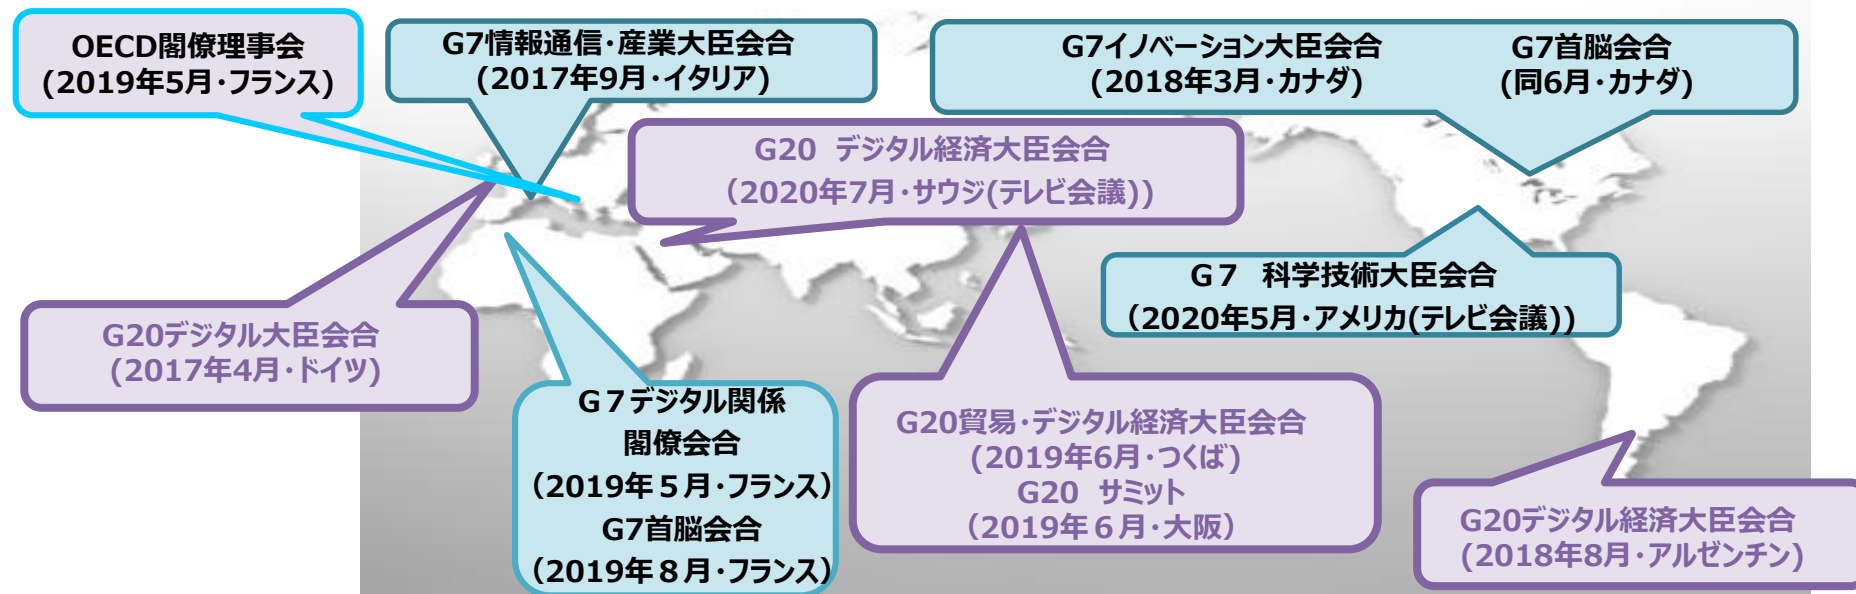 OECD閣僚理事会
(2019年5月・フランス)
G7情報通信・産業大臣会合
(2017年9月・イタリア)
G7イノベーション大臣会合
(2018年3月・カナダ)
G7首脳会合
(同6月・カナダ)
G20 デジタル経済大臣会合
（2020年7月・サウジ(テレビ会議)）
G７ 科学技術大臣会合
（2020年5月・アメリカ(テレビ会議)）
G20デジタル大臣会合
(2017年4月・ドイツ)
G７デジタル関係
閣僚会合
（2019年５月・フランス）
G7首脳会合
（2019年８月・フランス）
G20貿易・デジタル経済大臣会合
(2019年6月・つくば)
G20 サミット
（2019年６月・大阪）
G20デジタル経済大臣会合
(2018年8月・アルゼンチン)